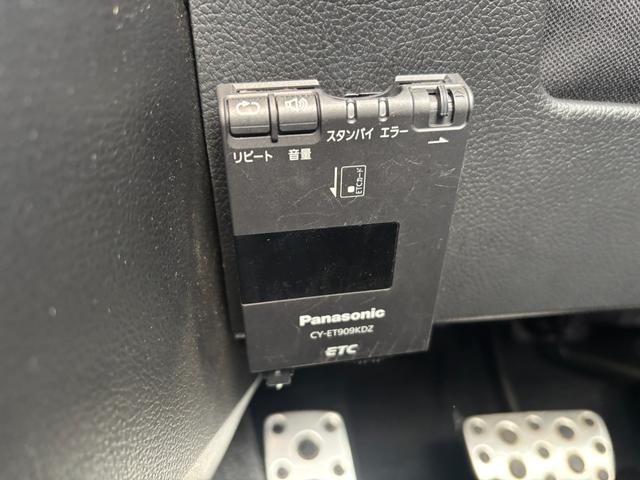 スタンバイ エラー
リピート 音量
ETCカード
Panasonic
CY-ET909KDZ
ETC